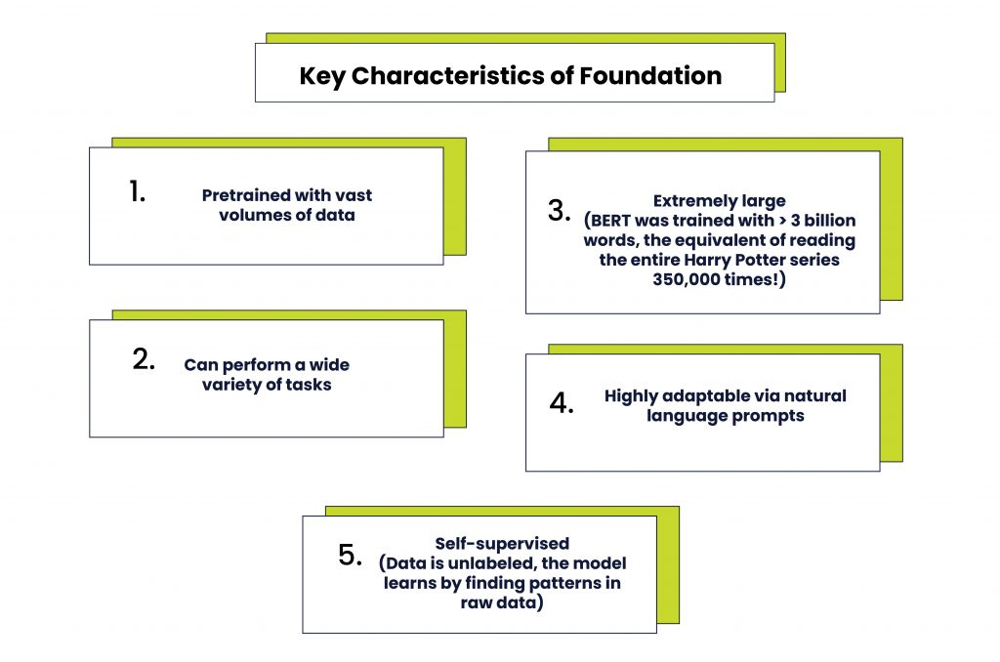 Key Characteristics of Foundation
1.
Pretrained with vast
volumes of data
2.
Can perform a wide
variety of tasks
3.
Extremely large
(BERT was trained with > 3 billion
words, the equivalent of reading
the entire Harry Potter series
350,000 times!)
4.
Highly adaptable via natural
language prompts
5.
Self-supervised
(Data is unlabeled, the model
learns by finding patterns in
raw data)